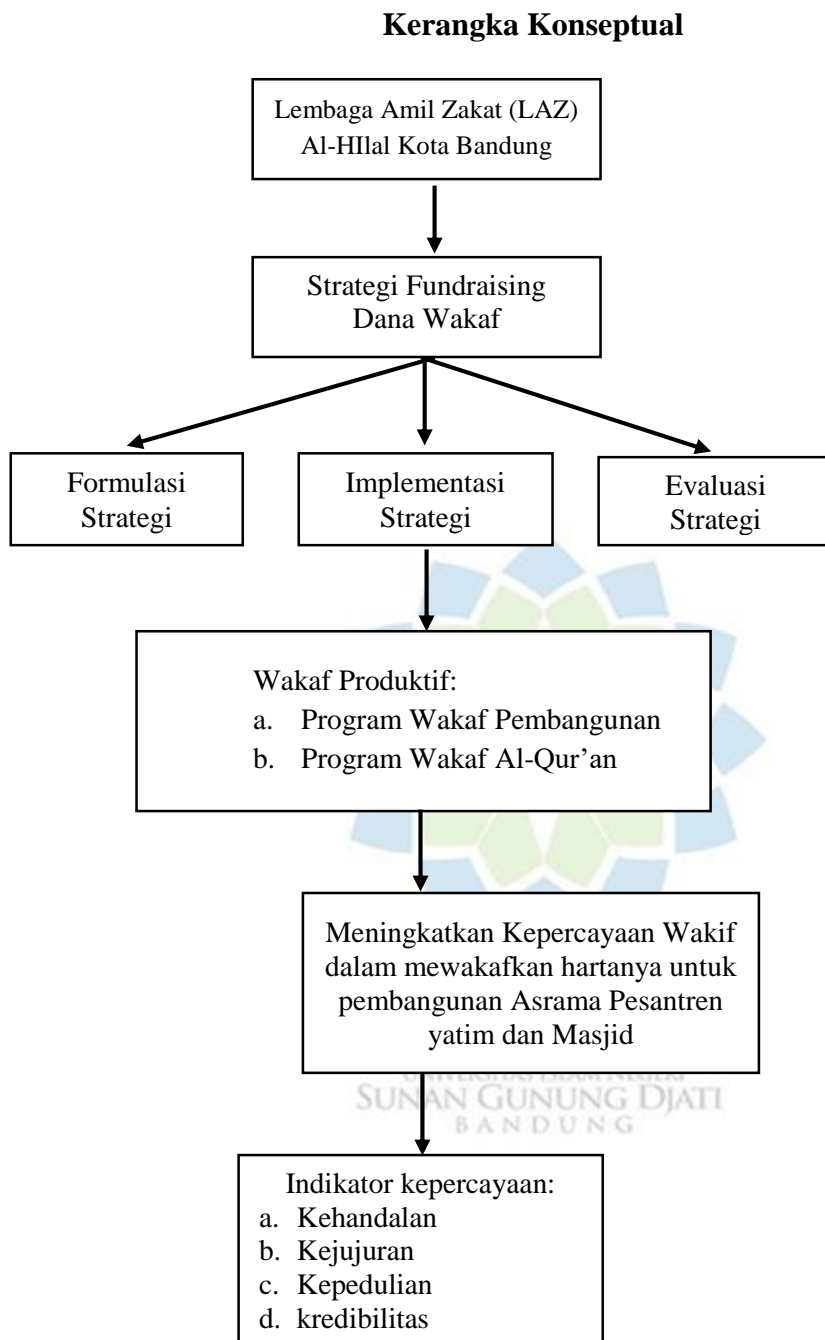 Kerangka Konseptual
Lembaga Amil Zakat (LAZ)
Al-HIlal Kota Bandung
Strategi Fundraising
Dana Wakaf
Formulasi
Strategi
Implementasi
Strategi
Evaluasi
Strategi
Wakaf Produktif:
a. Program Wakaf Pembangunan
b. Program Wakaf Al-Qur’an
Meningkatkan Kepercayaan Wakif
dalam mewakafkan hartanya untuk
pembangunan Asrama Pesantren
yatim dan Masjid
SUNAN GUNUNG DJATI
BANDUNG
Indikator kepercayaan:
a. Kehandalan
b. Kejujuran
c. Kepedulian
d. kredibilitas